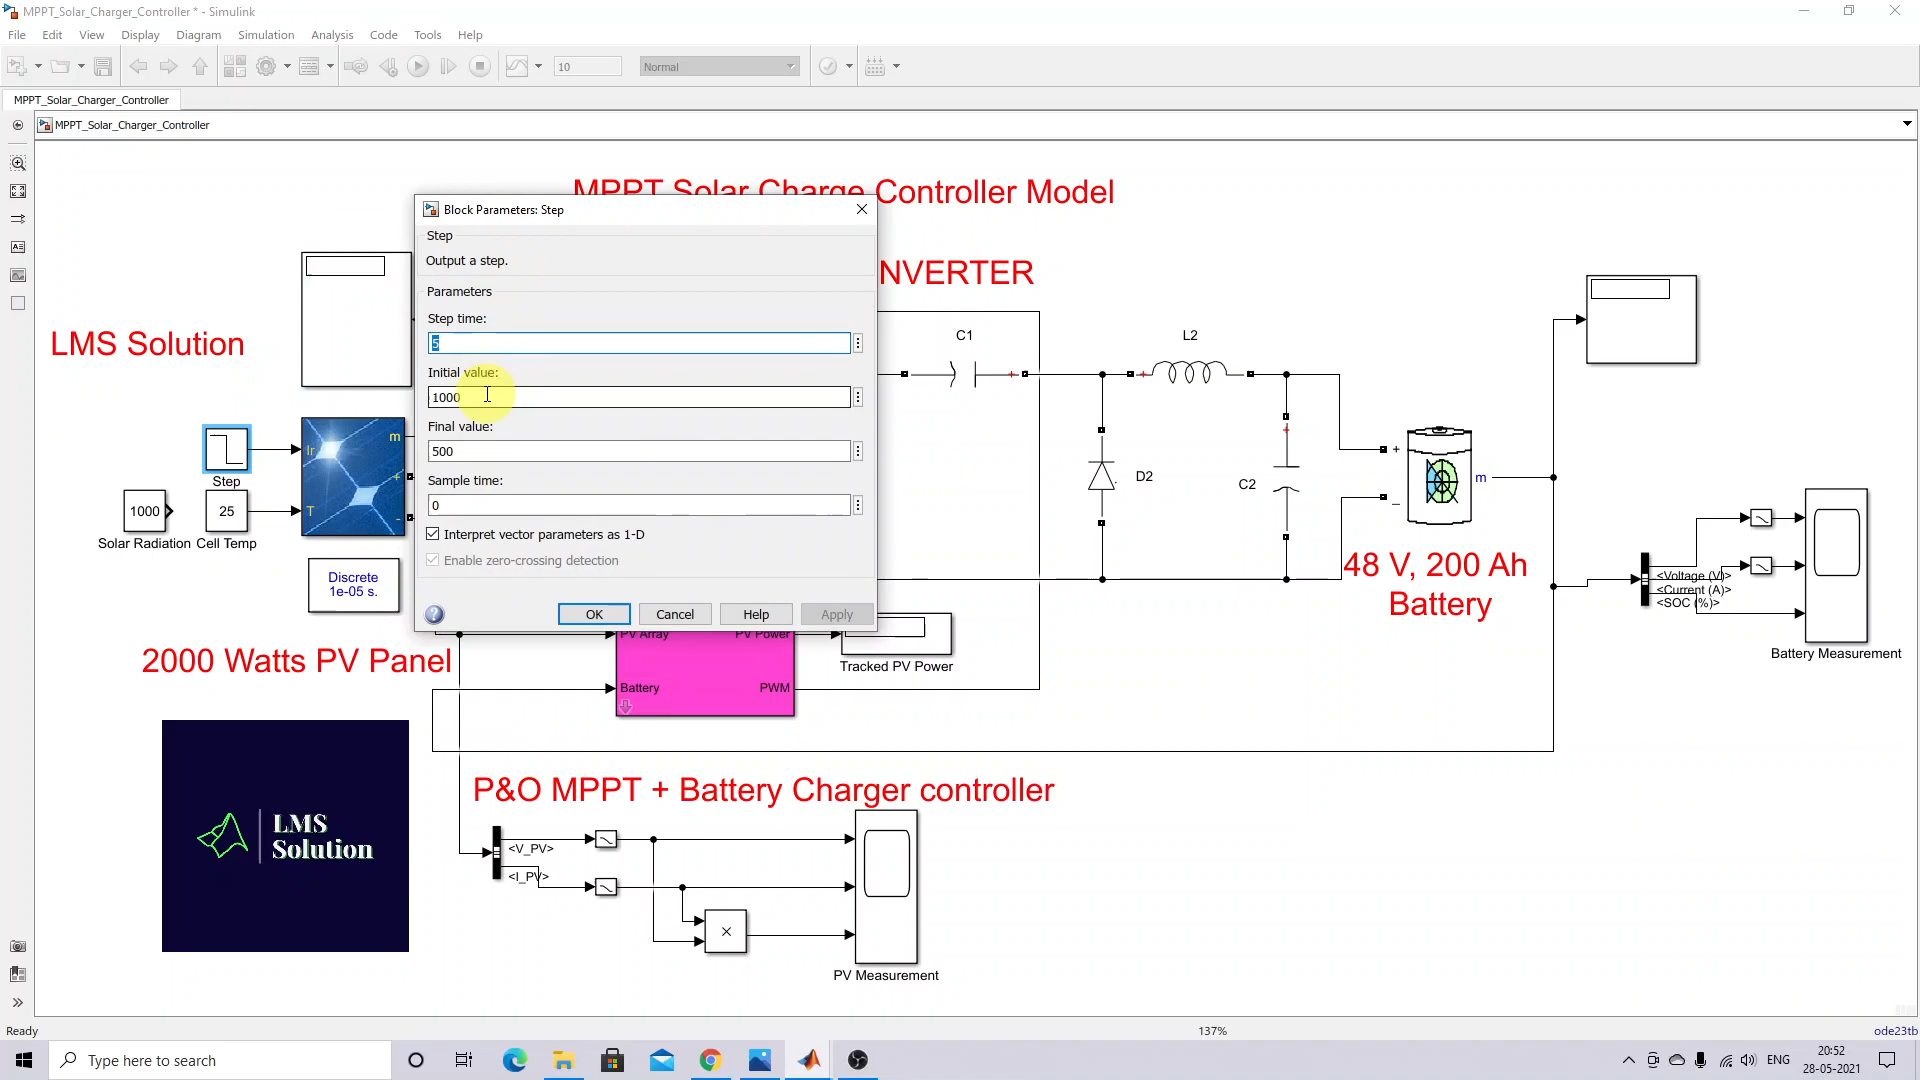 MPPT_Solar_Charger_Controller * - Simulink
File Edit View Display Diagram Simulation Analysis Code Tools Help
10
Normal
MPPT_Solar_Charger_Controller
MPPT_Solar_Charger_Controller
MPPT Solar Charge Controller Model
Block Parameters: Step
Step
Output a step.
Parameters
Step time:
5
Initial value:
1000
Final value:
500
Sample time:
0
Interpret vector parameters as 1-D
Enable zero-crossing detection
OK Cancel Help Apply
NVERTER
LMS Solution
C1
L2
D2
C2
+
m
48 V, 200 Ah
Battery
Ir
m
+
T
-
Step
1000
25
Solar Radiation
Cell Temp
Discrete
1e-05 s.
2000 Watts PV Panel
PV Array
PV Power
Battery
PWM
Tracked PV Power
<Voltage (V)>
<Current (A)>
<SOC (%)>
Battery Measurement
LMS
Solution
P&O MPPT + Battery Charger controller
<V_PV>
<I_PV>
×
PV Measurement
Ready
137%
ode23tb
Type here to search
ENG
20:52
28-05-2021